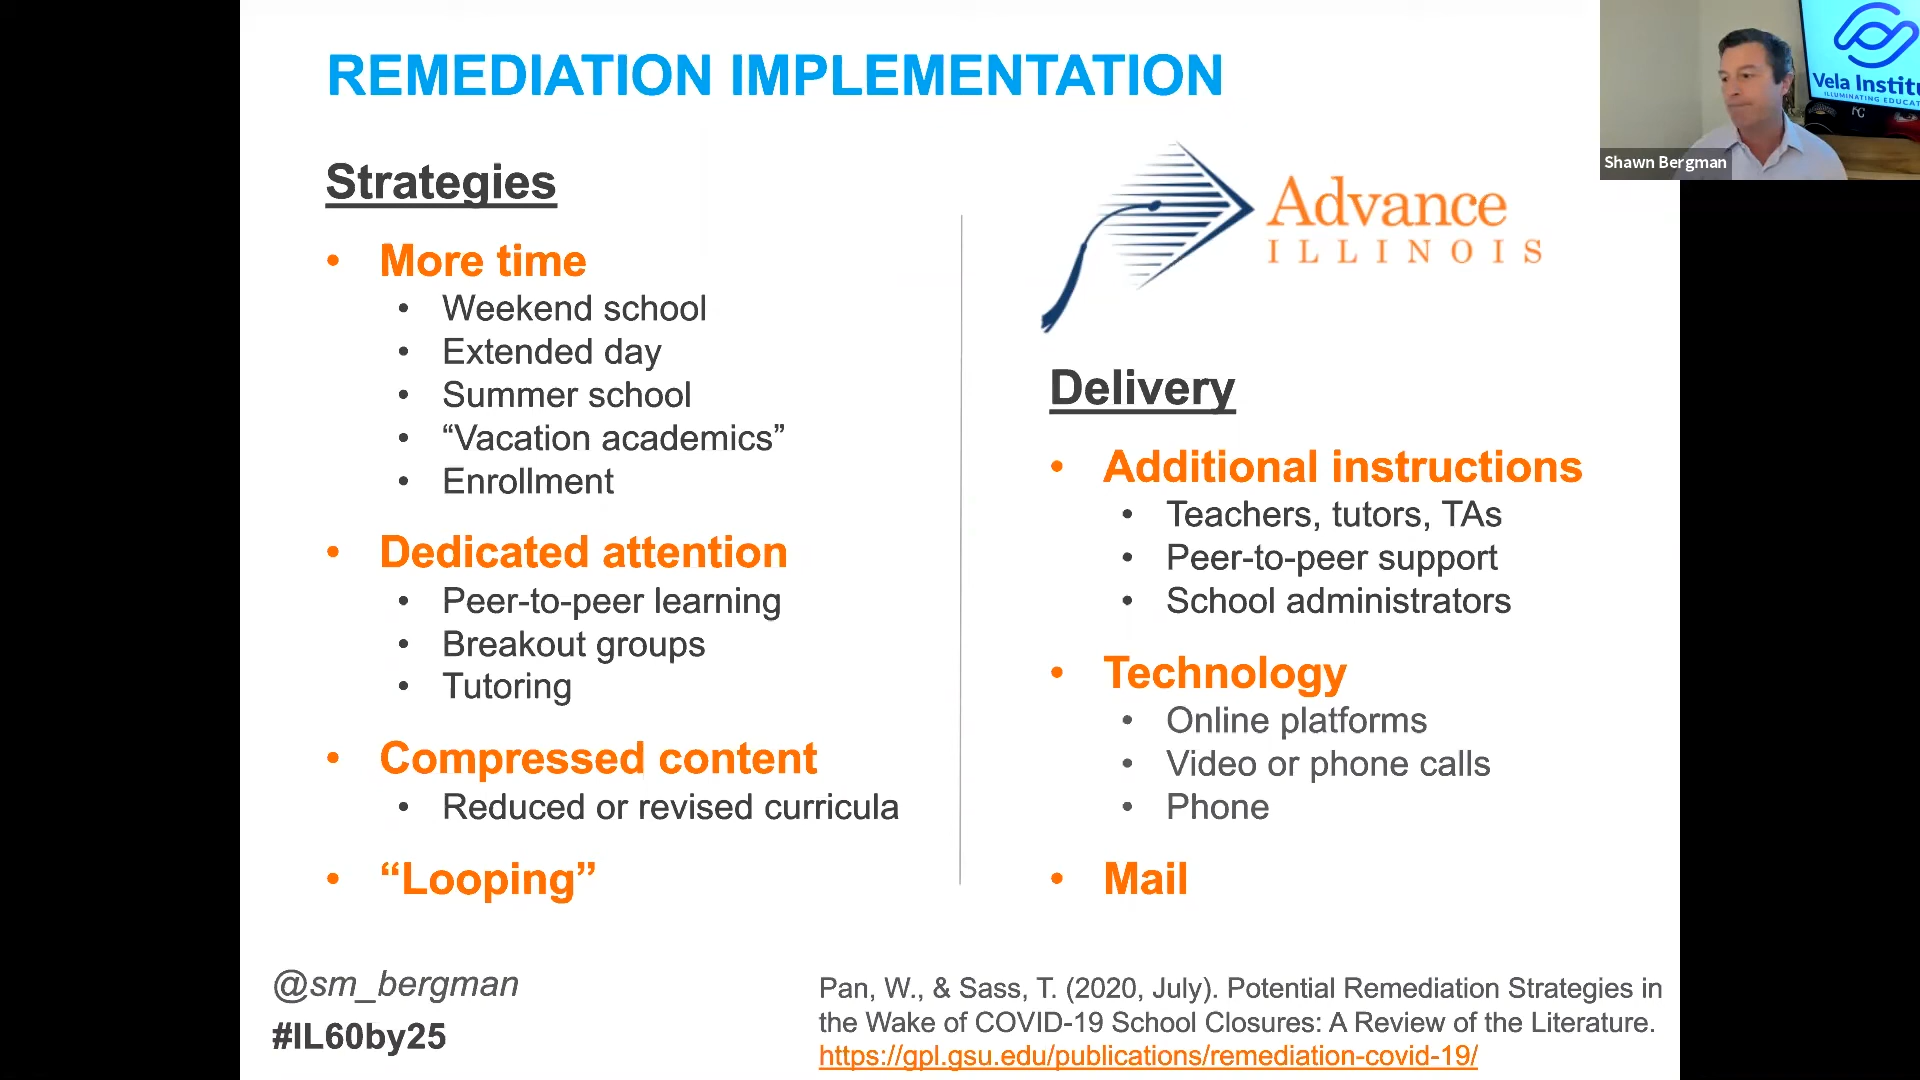 REMEDIATION IMPLEMENTATION
Strategies
• More time
• Weekend school
• Extended day
• Summer school
• “Vacation academics”
• Enrollment
• Dedicated attention
• Peer-to-peer learning
• Breakout groups
• Tutoring
• Compressed content
• Reduced or revised curricula
• “Looping”
Advance
ILLINOIS
Delivery
• Additional instructions
• Teachers, tutors, TAs
• Peer-to-peer support
• School administrators
• Technology
• Online platforms
• Video or phone calls
• Phone
• Mail
@sm_bergman
#IL60by25
Pan, W., & Sass, T. (2020, July). Potential Remediation Strategies in
the Wake of COVID-19 School Closures: A Review of the Literature.
https://gpl.gsu.edu/publications/remediation-covid-19/
Vela Institu
ILLUMINATING EDUCAT
KC
Shawn Bergman